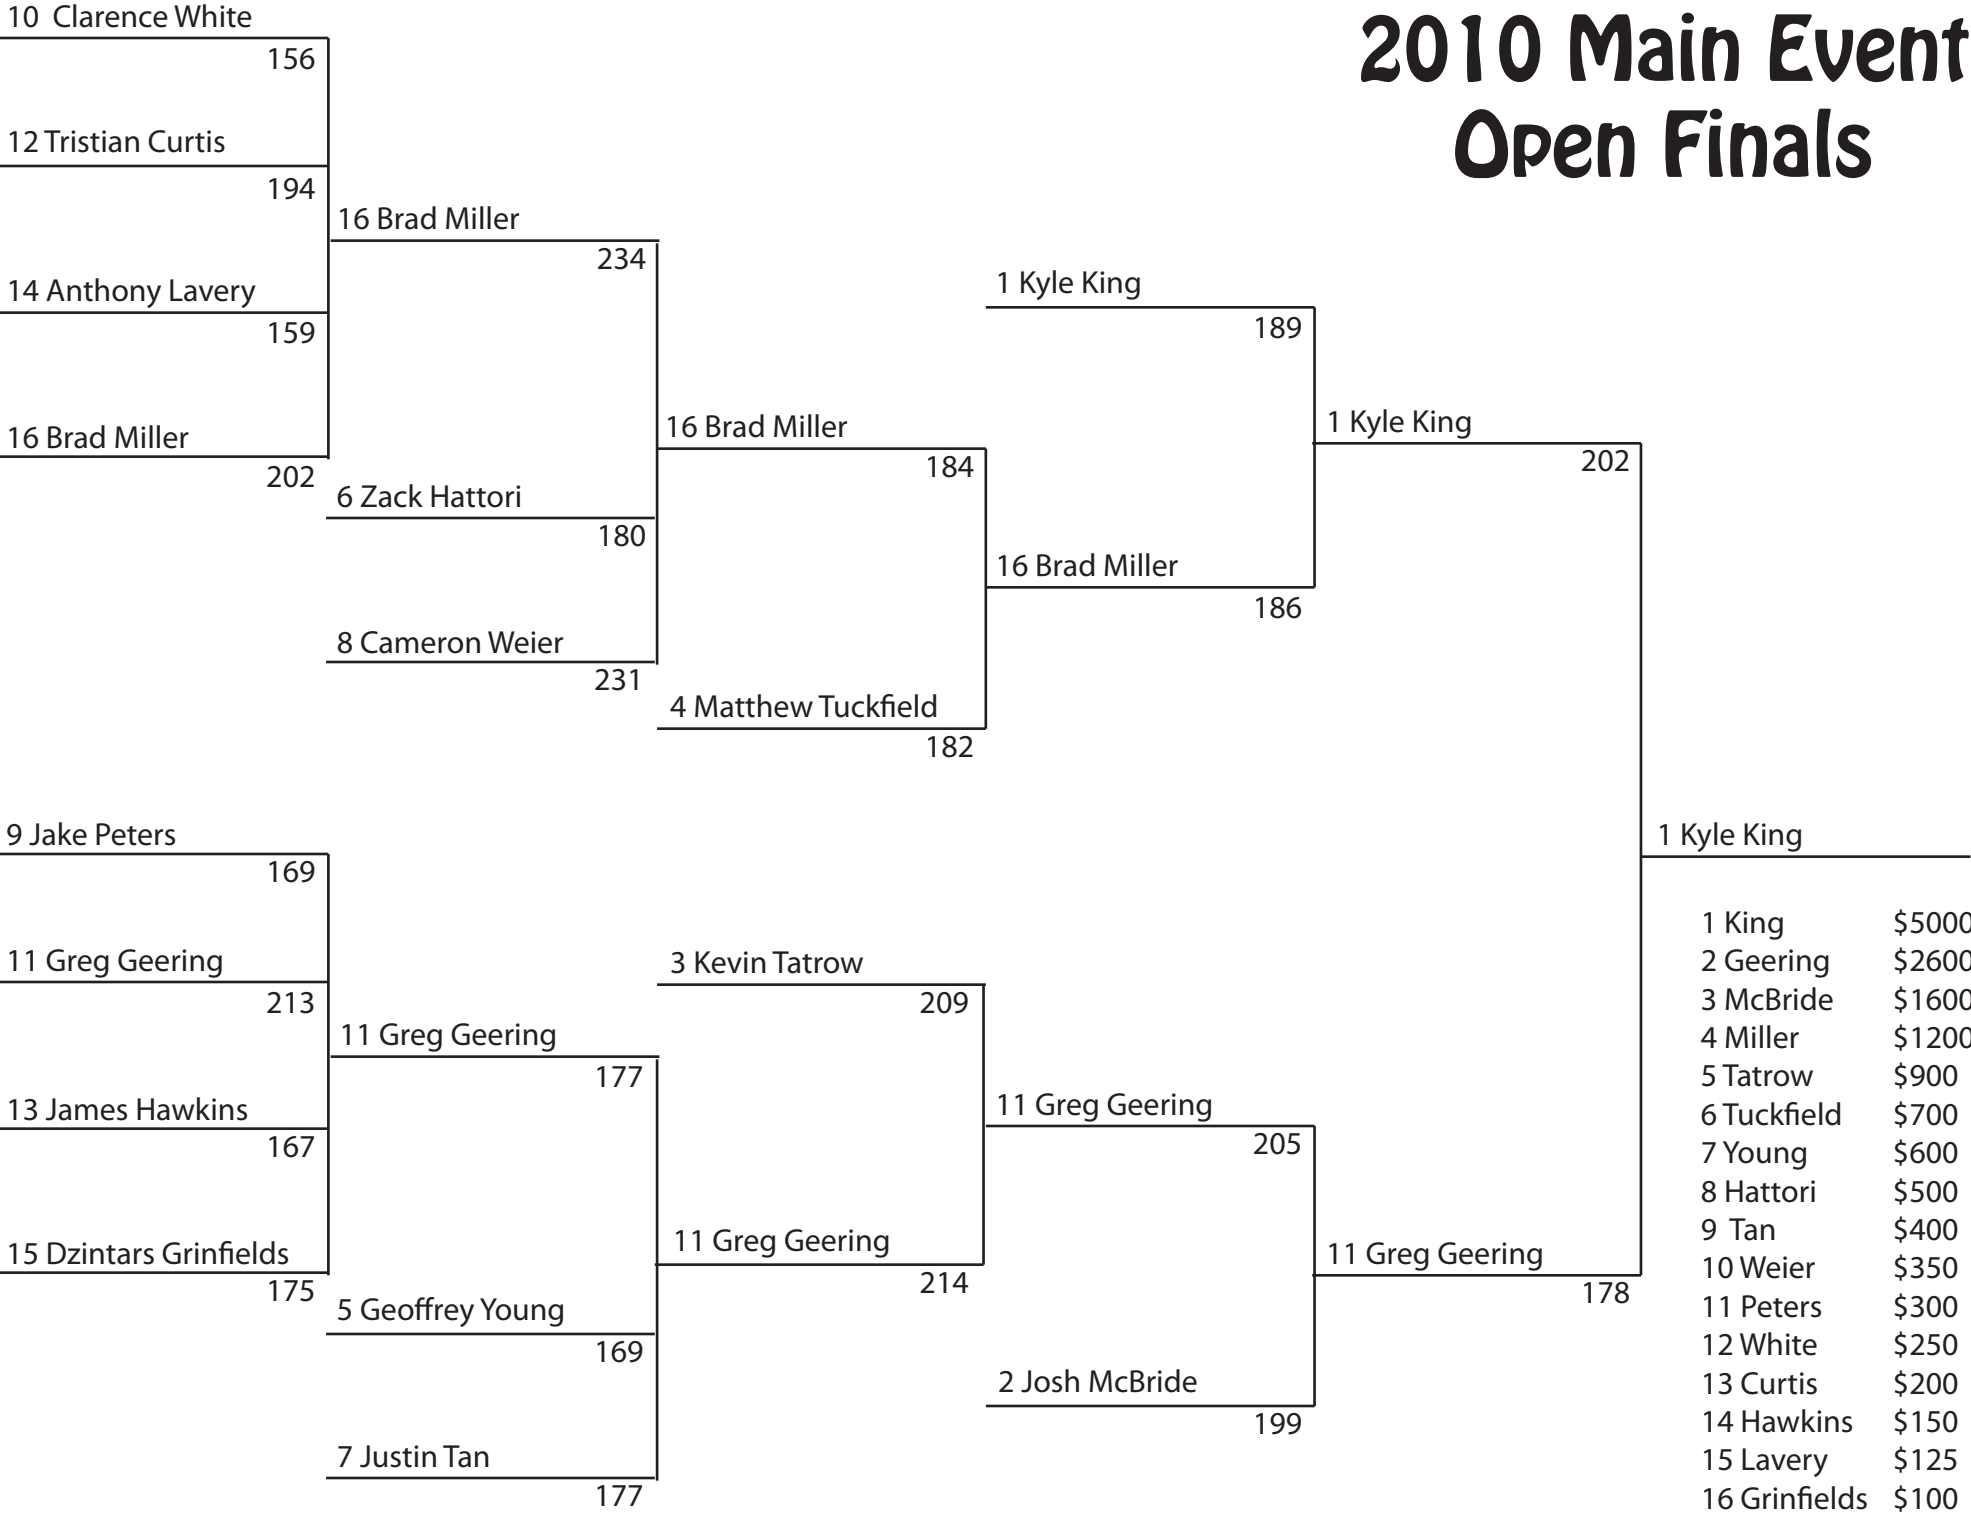 2010 Main Event
Open Finals
10 Clarence White
156
12 Tristian Curtis
194
14 Anthony Lavery
159
16 Brad Miller
202
16 Brad Miller
234
6 Zack Hattori
180
8 Cameron Weier
231
16 Brad Miller
184
4 Matthew Tuckfield
182
1 Kyle King
189
16 Brad Miller
186
1 Kyle King
202
9 Jake Peters
169
11 Greg Geering
213
13 James Hawkins
167
15 Dzintars Grinfields
175
11 Greg Geering
177
5 Geoffrey Young
169
7 Justin Tan
177
3 Kevin Tatrow
209
11 Greg Geering
214
11 Greg Geering
205
2 Josh McBride
199
11 Greg Geering
178
1 Kyle King
1 King $5000
2 Geering $2600
3 McBride $1600
4 Miller $1200
5 Tatrow $900
6 Tuckfield $700
7 Young $600
8 Hattori $500
9 Tan $400
10 Weier $350
11 Peters $300
12 White $250
13 Curtis $200
14 Hawkins $150
15 Lavery $125
16 Grinfields $100